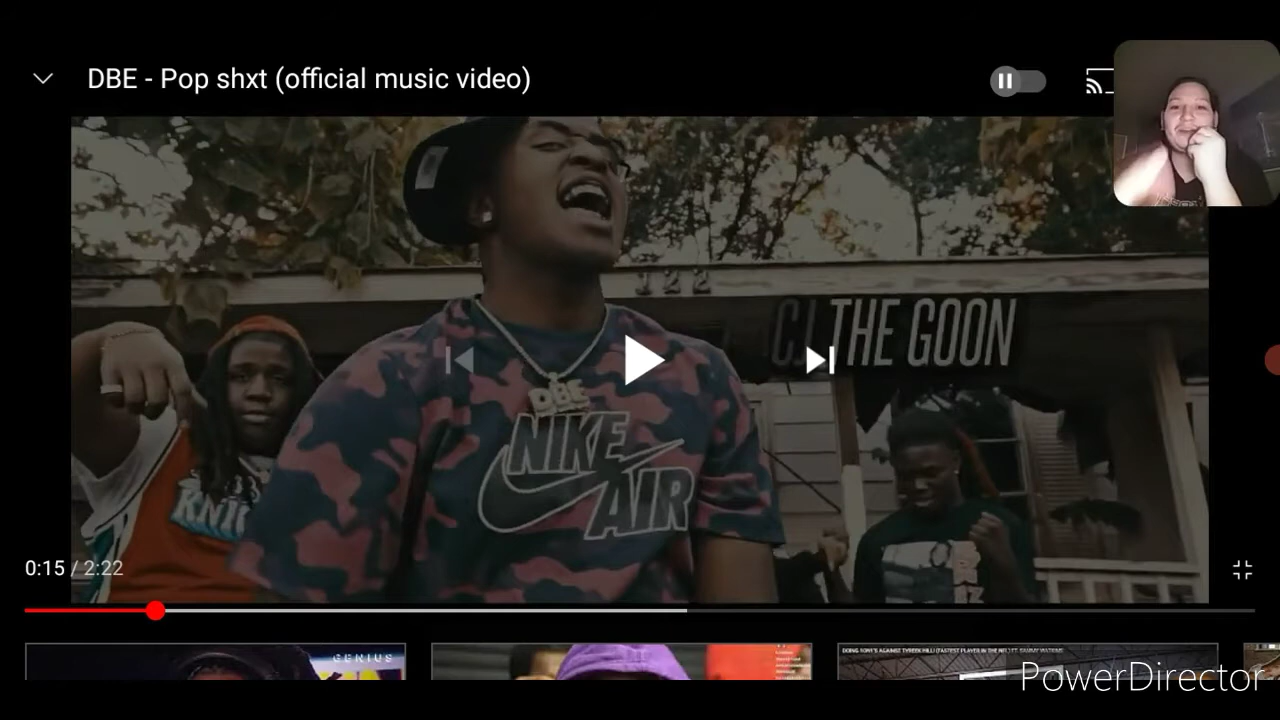 DBE - Pop shxt (official music video)
122
CJ THE GOON
DBE
NIKE
AIR
0:15 / 2:22
GENIUS
PowerDirector